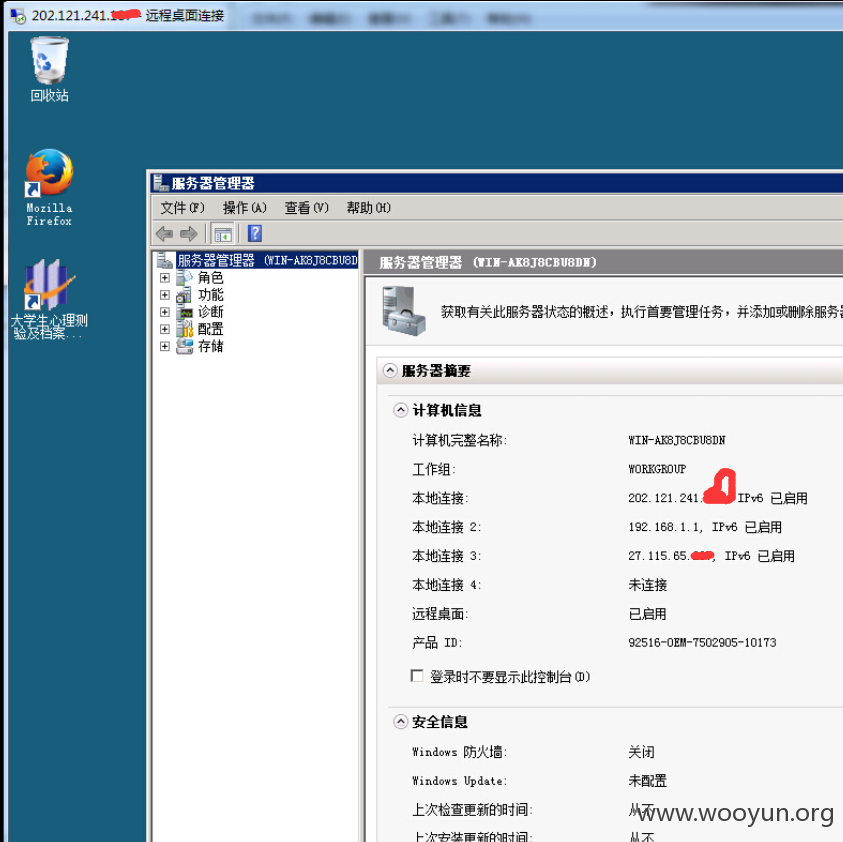 202.121.241. 远程桌面连接
回收站
Mozilla
Firefox
大学生心理测
验及档案...
服务器管理器
文件(F) 操作(A) 查看(V) 帮助(H)
服务器管理器 (WIN-AK8J8CBU8D
角色
功能
诊断
配置
存储
服务器管理器 (WIN-AK8J8CBU8DN)
获取有关此服务器状态的概述，执行首要管理任务，并添加或删除服务
服务器摘要
计算机信息
计算机完整名称: WIN-AK8J8CBU8DN
工作组: WORKGROUP
本地连接: 202.121.241. IPv6 已启用
本地连接 2: 192.168.1.1, IPv6 已启用
本地连接 3: 27.115.65. , IPv6 已启用
本地连接 4: 未连接
远程桌面: 已启用
产品 ID: 92516-OEM-7502905-10173
登录时不要显示此控制台(D)
安全信息
Windows 防火墙: 关闭
Windows Update: 未配置
上次检查更新的时间: 从不
www.wooyun.org
上次安装更新的时间: 从不